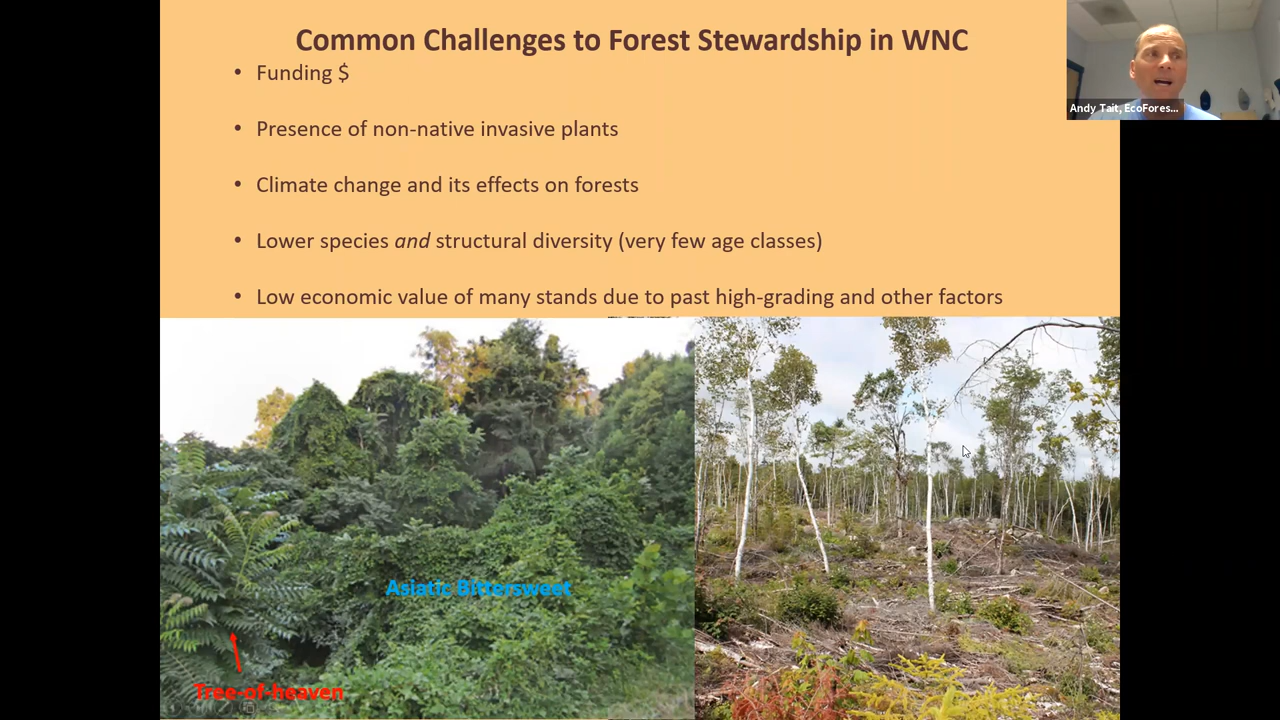 Common Challenges to Forest Stewardship in WNC
• Funding $
• Presence of non-native invasive plants
• Climate change and its effects on forests
• Lower species and structural diversity (very few age classes)
• Low economic value of many stands due to past high-grading and other factors
Andy Tait, EcoFores...
Asiatic Bittersweet
Tree-of-heaven